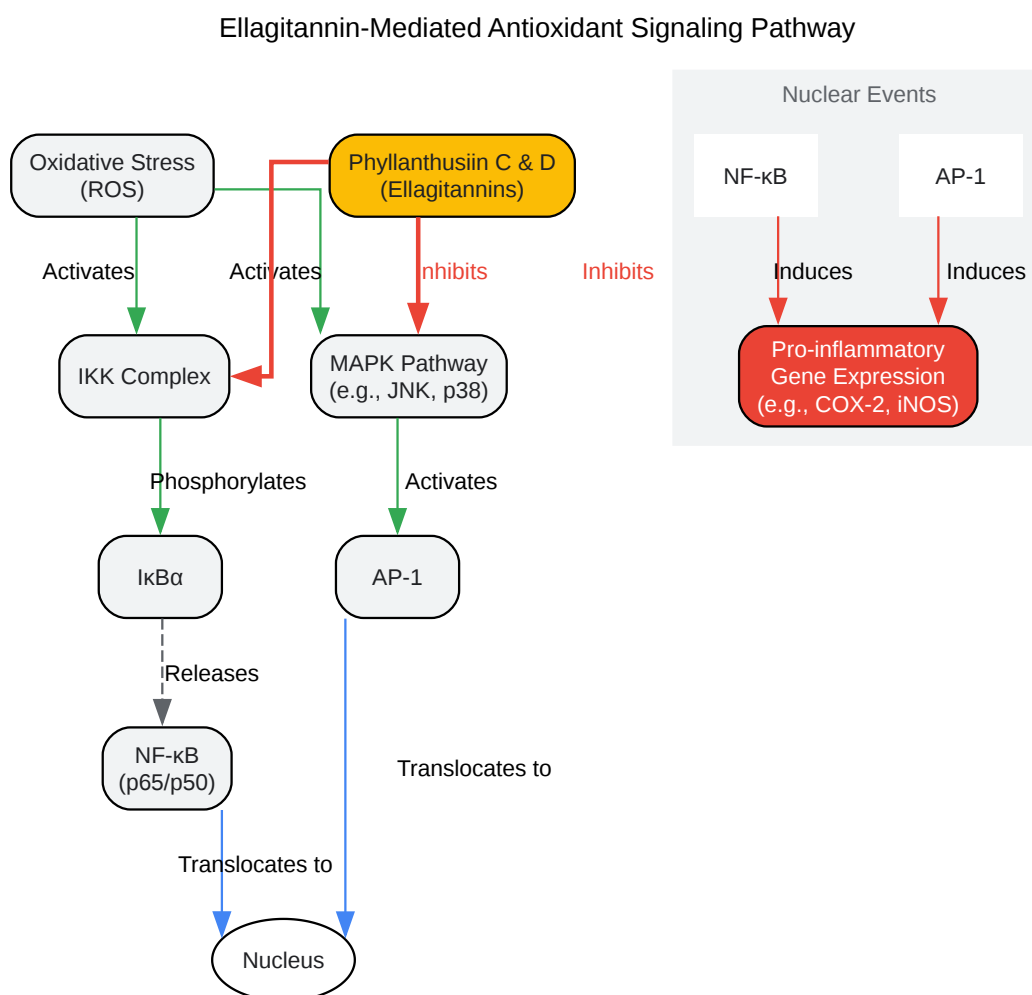 Ellagitannin-Mediated Antioxidant Signaling Pathway
Nuclear Events
Oxidative Stress
(ROS)
Phyllanthusiin C & D
(Ellagitannins)
NF-κB
AP-1
Activates
Activates
Inhibits
Inhibits
Induces
Induces
IKK Complex
MAPK Pathway
(e.g., JNK, p38)
Pro-inflammatory
Gene Expression
(e.g., COX-2, iNOS)
Phosphorylates
Activates
IκBα
AP-1
Releases
NF-κB
(p65/p50)
Translocates to
Translocates to
Nucleus